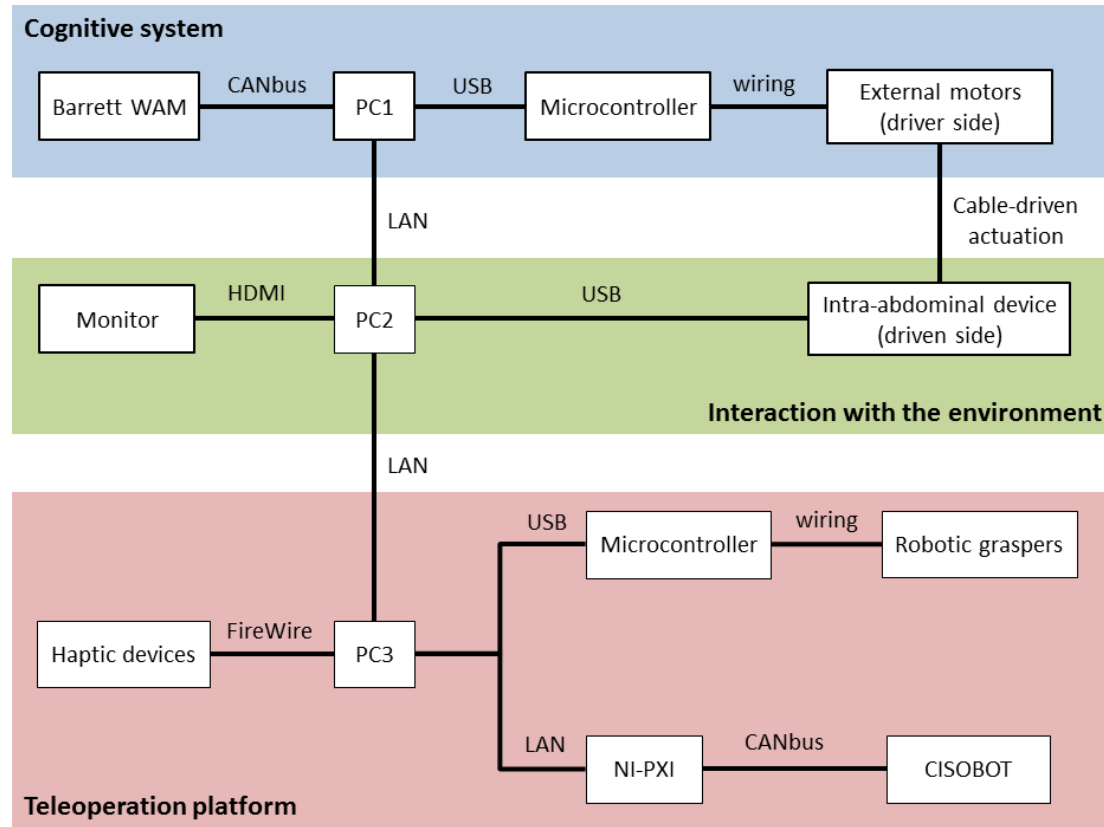 Cognitive system
CANbus
USB
wiring
Barrett WAM
PC1
Microcontroller
External motors
(driver side)
LAN
Cable-driven
actuation
HDMI
USB
Monitor
PC2
Intra-abdominal device
(driven side)
Interaction with the environment
LAN
USB
wiring
Microcontroller
Robotic graspers
FireWire
Haptic devices
PC3
LAN
CANbus
NI-PXI
CISOBOT
Teleoperation platform